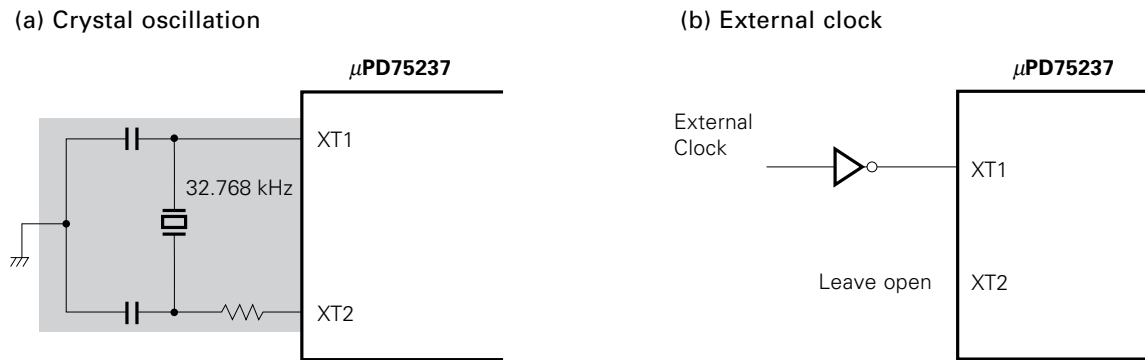 (a) Crystal oscillation
μPD75237
XT1
32.768 kHz
XT2
(b) External clock
μPD75237
External
Clock
XT1
Leave open
XT2